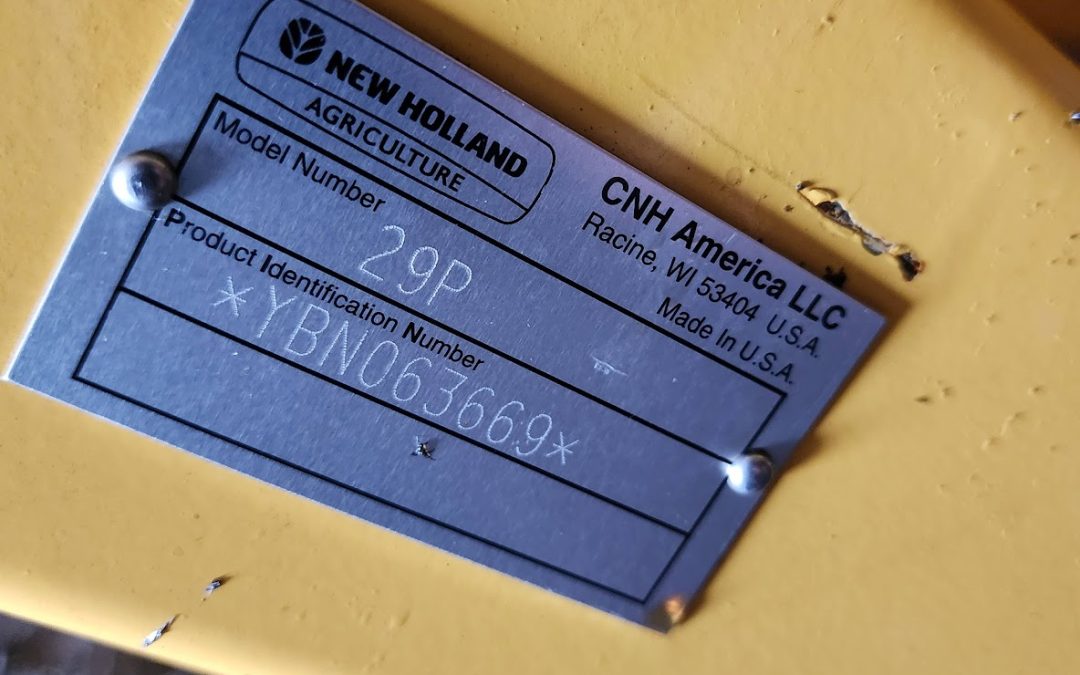 NEW HOLLAND
AGRICULTURE
CNH America LLC
Racine, WI 53404 U.S.A.
Made In U.S.A.
Model Number
29P
Product Identification Number
*YBN063669*